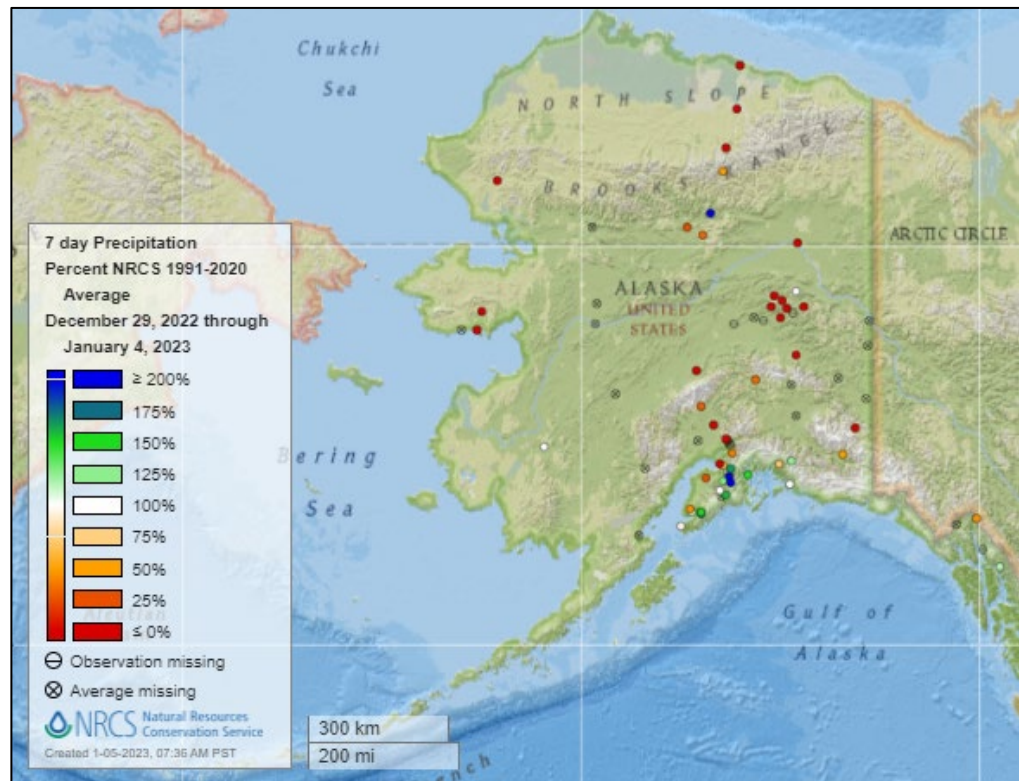 Chukchi
Sea
NORTH SLOPE
BROOKS RANGE
ARCTIC CIRCLE
ALASKA
UNITED
STATES
Bering
Sea
Gulf of
Alaska
Aleutian
7 day Precipitation
Percent NRCS 1991-2020
Average
December 29, 2022 through
January 4, 2023
≥ 200%
175%
150%
125%
100%
75%
50%
25%
≤ 0%
Observation missing
Average missing
NRCS Natural Resources
Conservation Service
Created 1-05-2023, 07:36 AM PST
300 km
200 mi